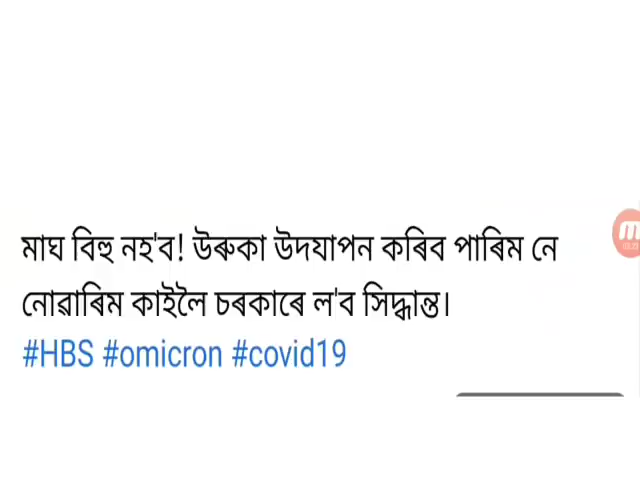 মাঘ বিহু নহ'ব! উৰুকা উদযাপন কৰিব পাৰিম নে
নোৱাৰিম কাইলৈ চৰকাৰে ল'ব সিদ্ধান্ত।
#HBS #omicron #covid19